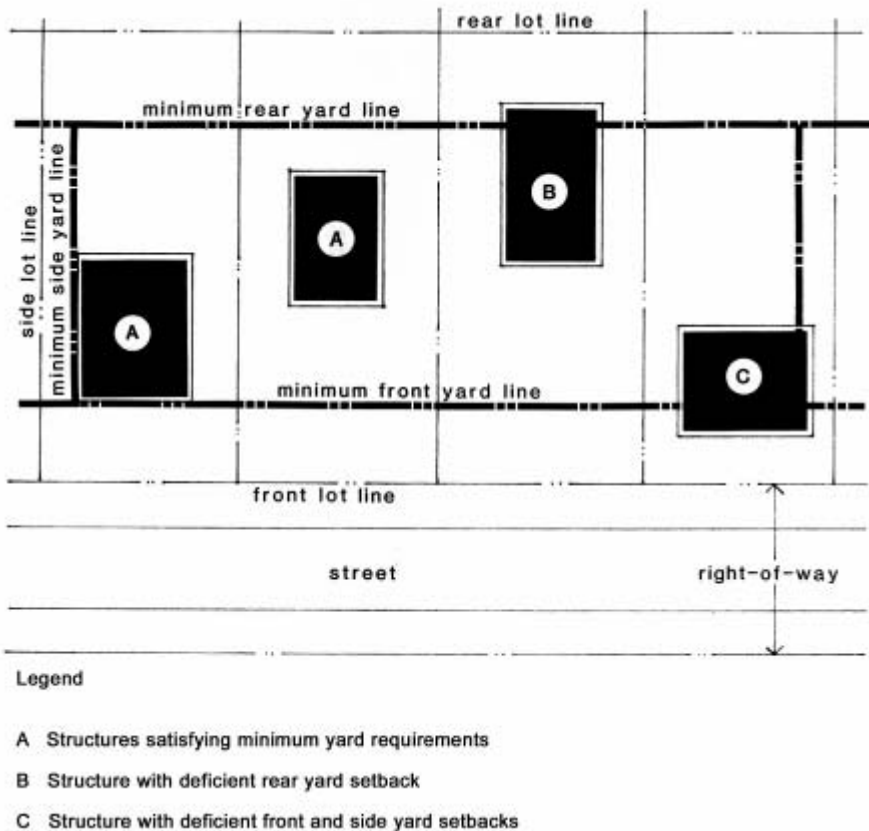 rear lot line
minimum rear yard line
side lot line
minimum side yard line
B
A
A
C
minimum front yard line
front lot line
street
right-of-way
Legend
A Structures satisfying minimum yard requirements
B Structure with deficient rear yard setback
C Structure with deficient front and side yard setbacks